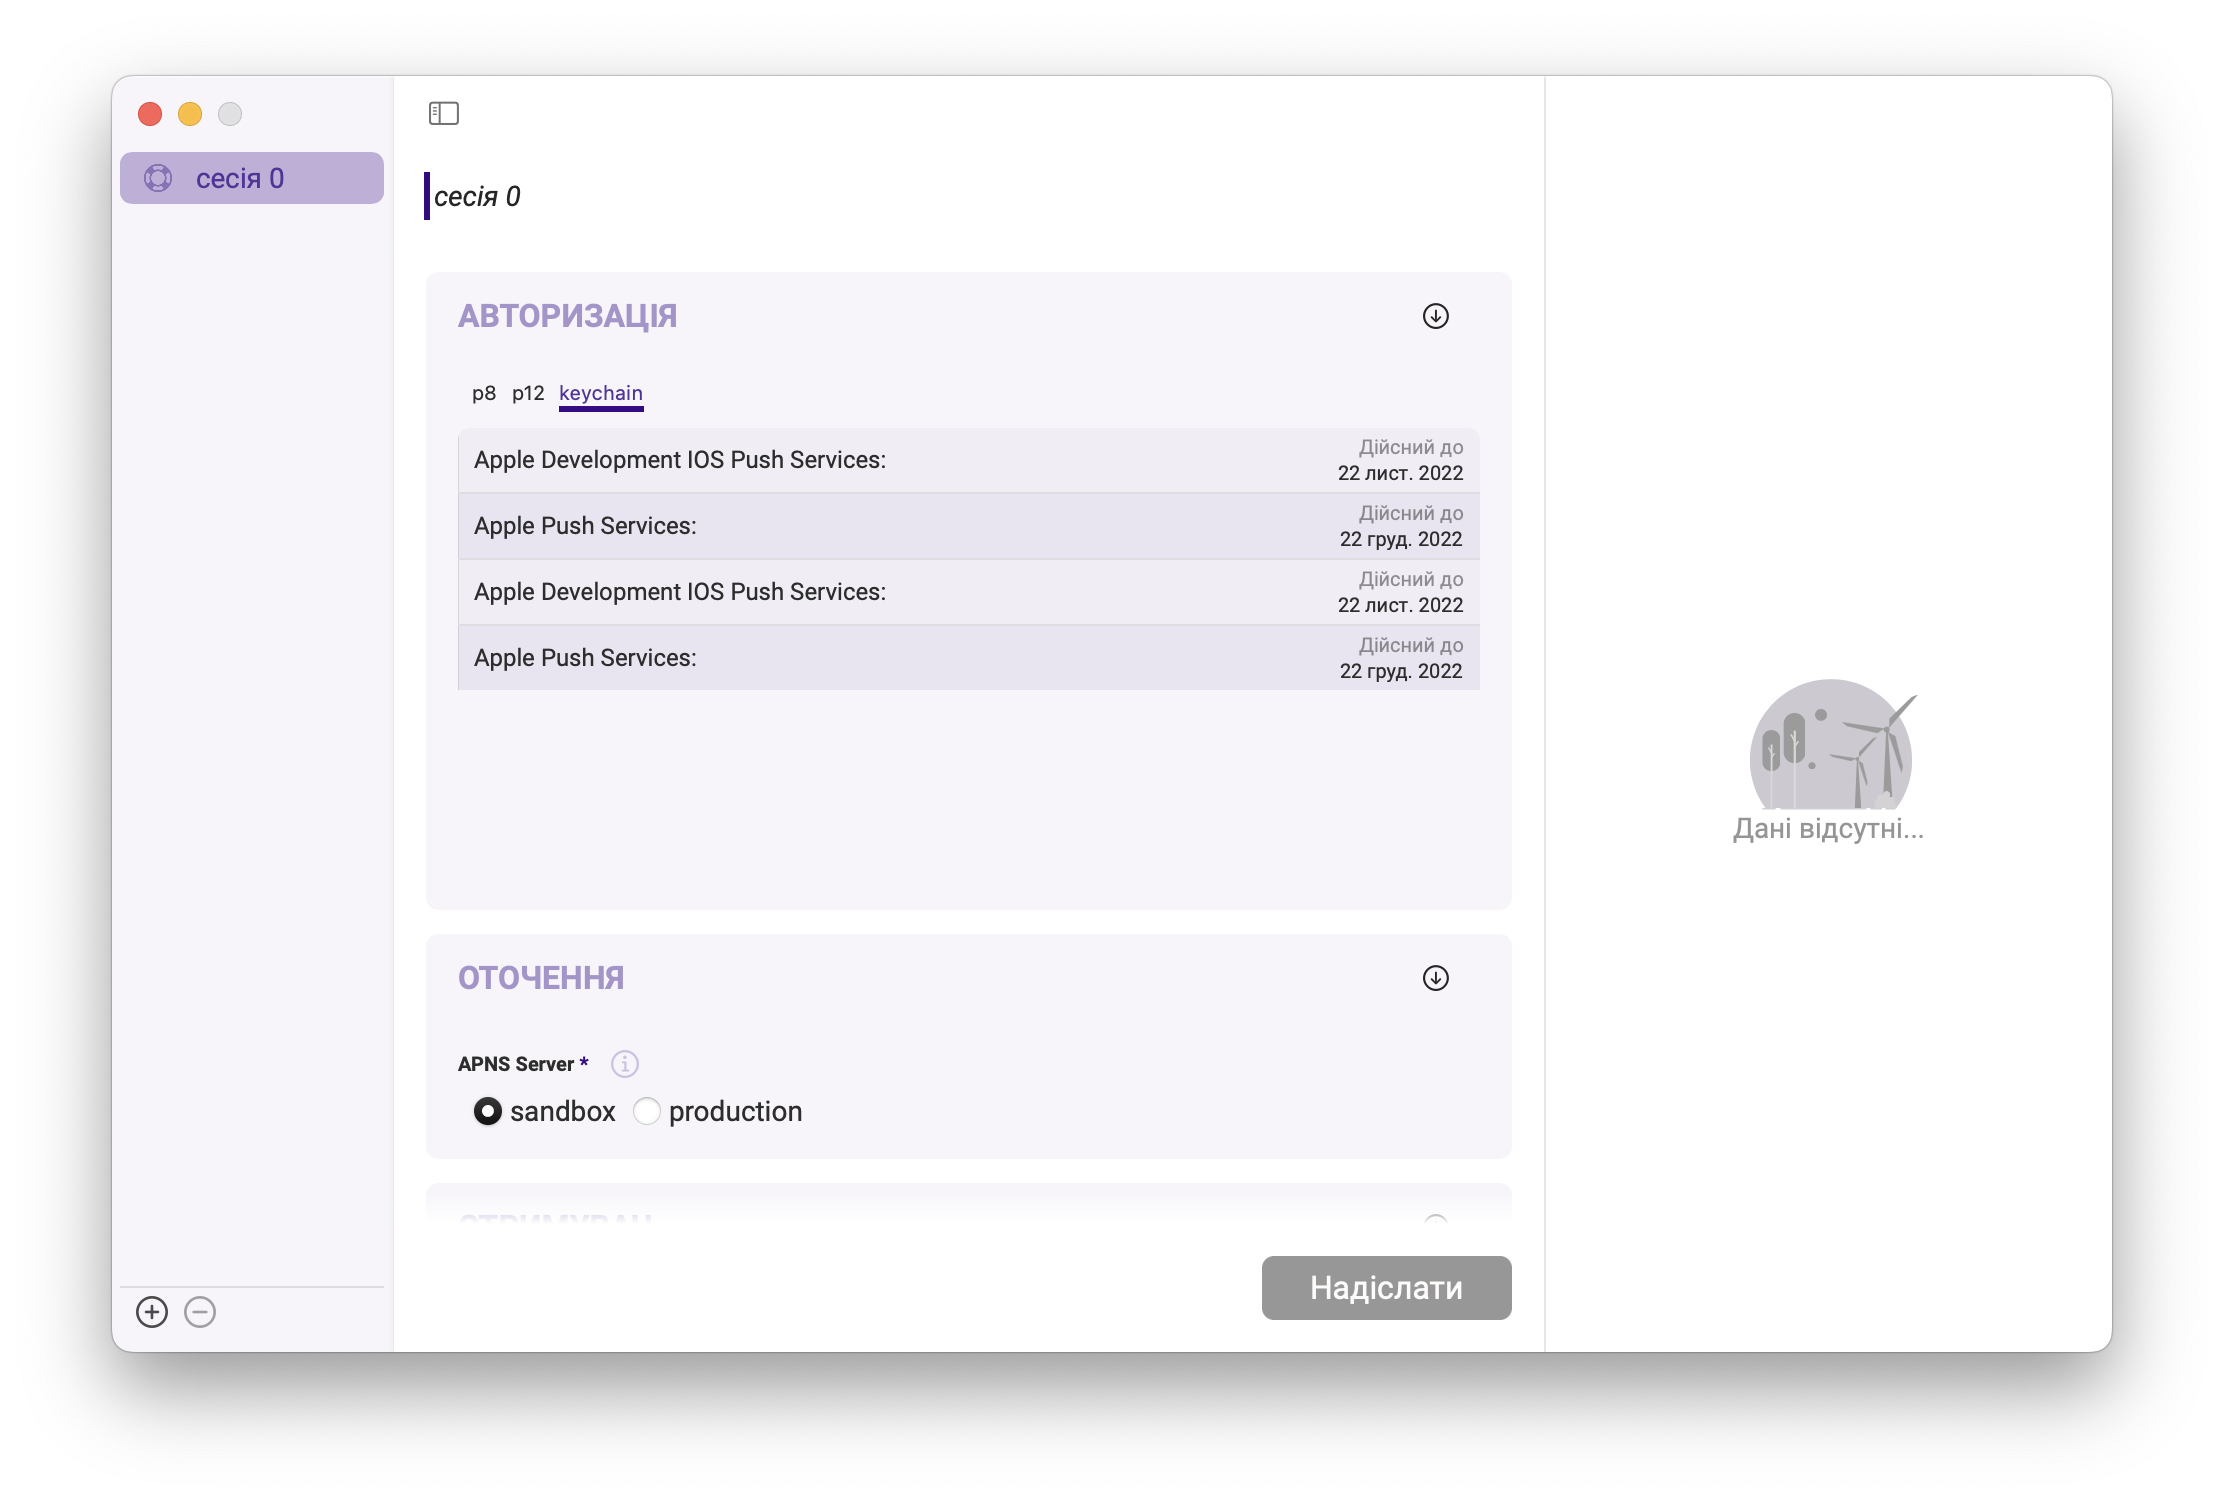 сесія 0
сесія 0
АВТОРИЗАЦІЯ
p8 p12 keychain
Apple Development IOS Push Services:
Дійсний до
22 лист. 2022
Apple Push Services:
Дійсний до
22 груд. 2022
Apple Development IOS Push Services:
Дійсний до
22 лист. 2022
Apple Push Services:
Дійсний до
22 груд. 2022
ОТОЧЕННЯ
APNS Server *
sandbox production
Надіслати
Дані відсутні...